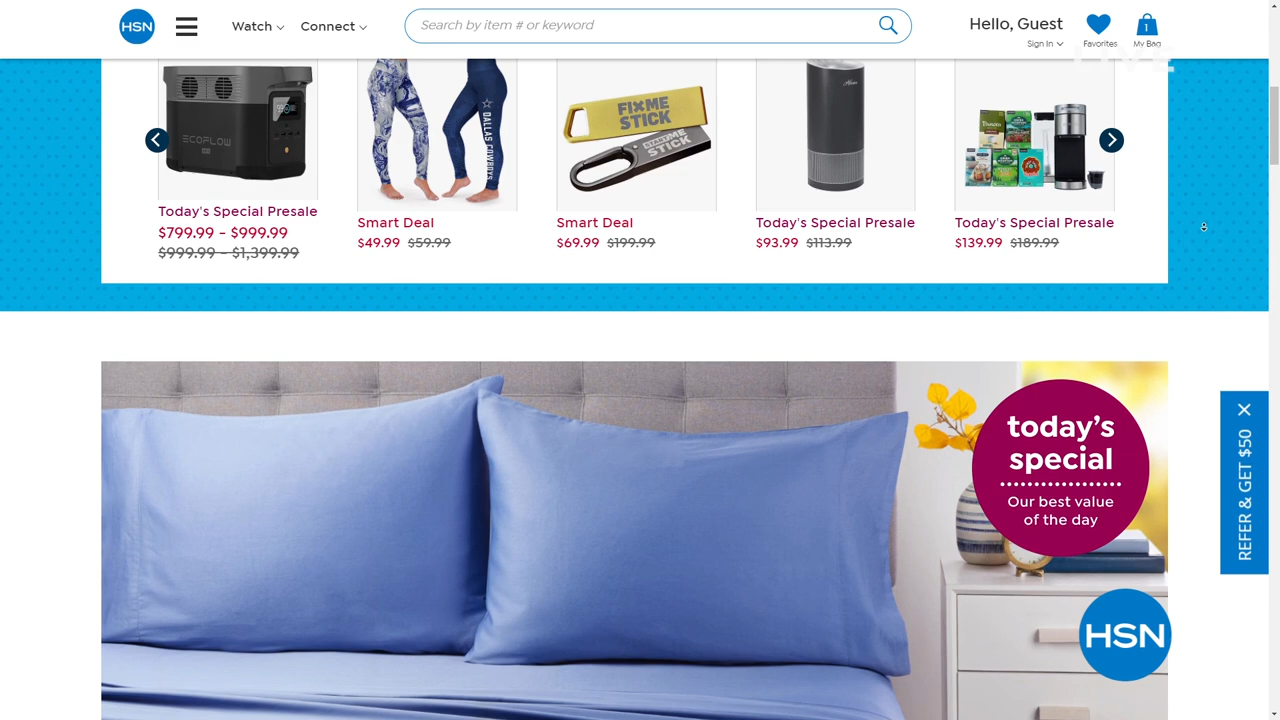 HSN
Watch
Connect
Search by item # or keyword
Hello, Guest
Sign In
Favorites
1
My Bag
ECOFLOW
DALLAS COWBOYS
FIXME
STICK
STARTME
STICK
Today's Special Presale
$799.99 - $999.99
$999.99 - $1,399.99
Smart Deal
$49.99 $59.99
Smart Deal
$69.99 $199.99
Today's Special Presale
$93.99 $113.99
Today's Special Presale
$139.99 $189.99
today's
special
Our best value
of the day
REFER & GET $50
HSN